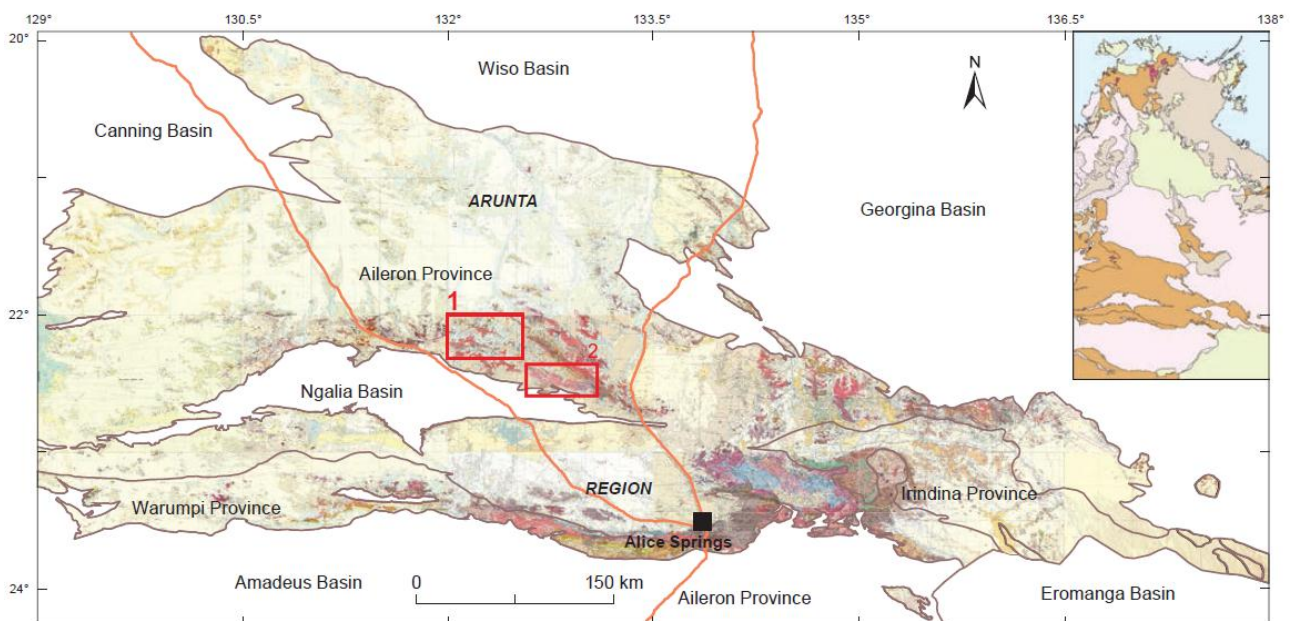 129° 130.5° 132° 133.5° 135° 136.5° 138°
20°
Wiso Basin
N
Canning Basin
ARUNTA
Georgina Basin
Aileron Province
1
22°
2
Ngalia Basin
REGION
Irindina Province
Warumpi Province
Alice Springs
24°
Amadeus Basin
0 150 km
Aileron Province
Eromanga Basin